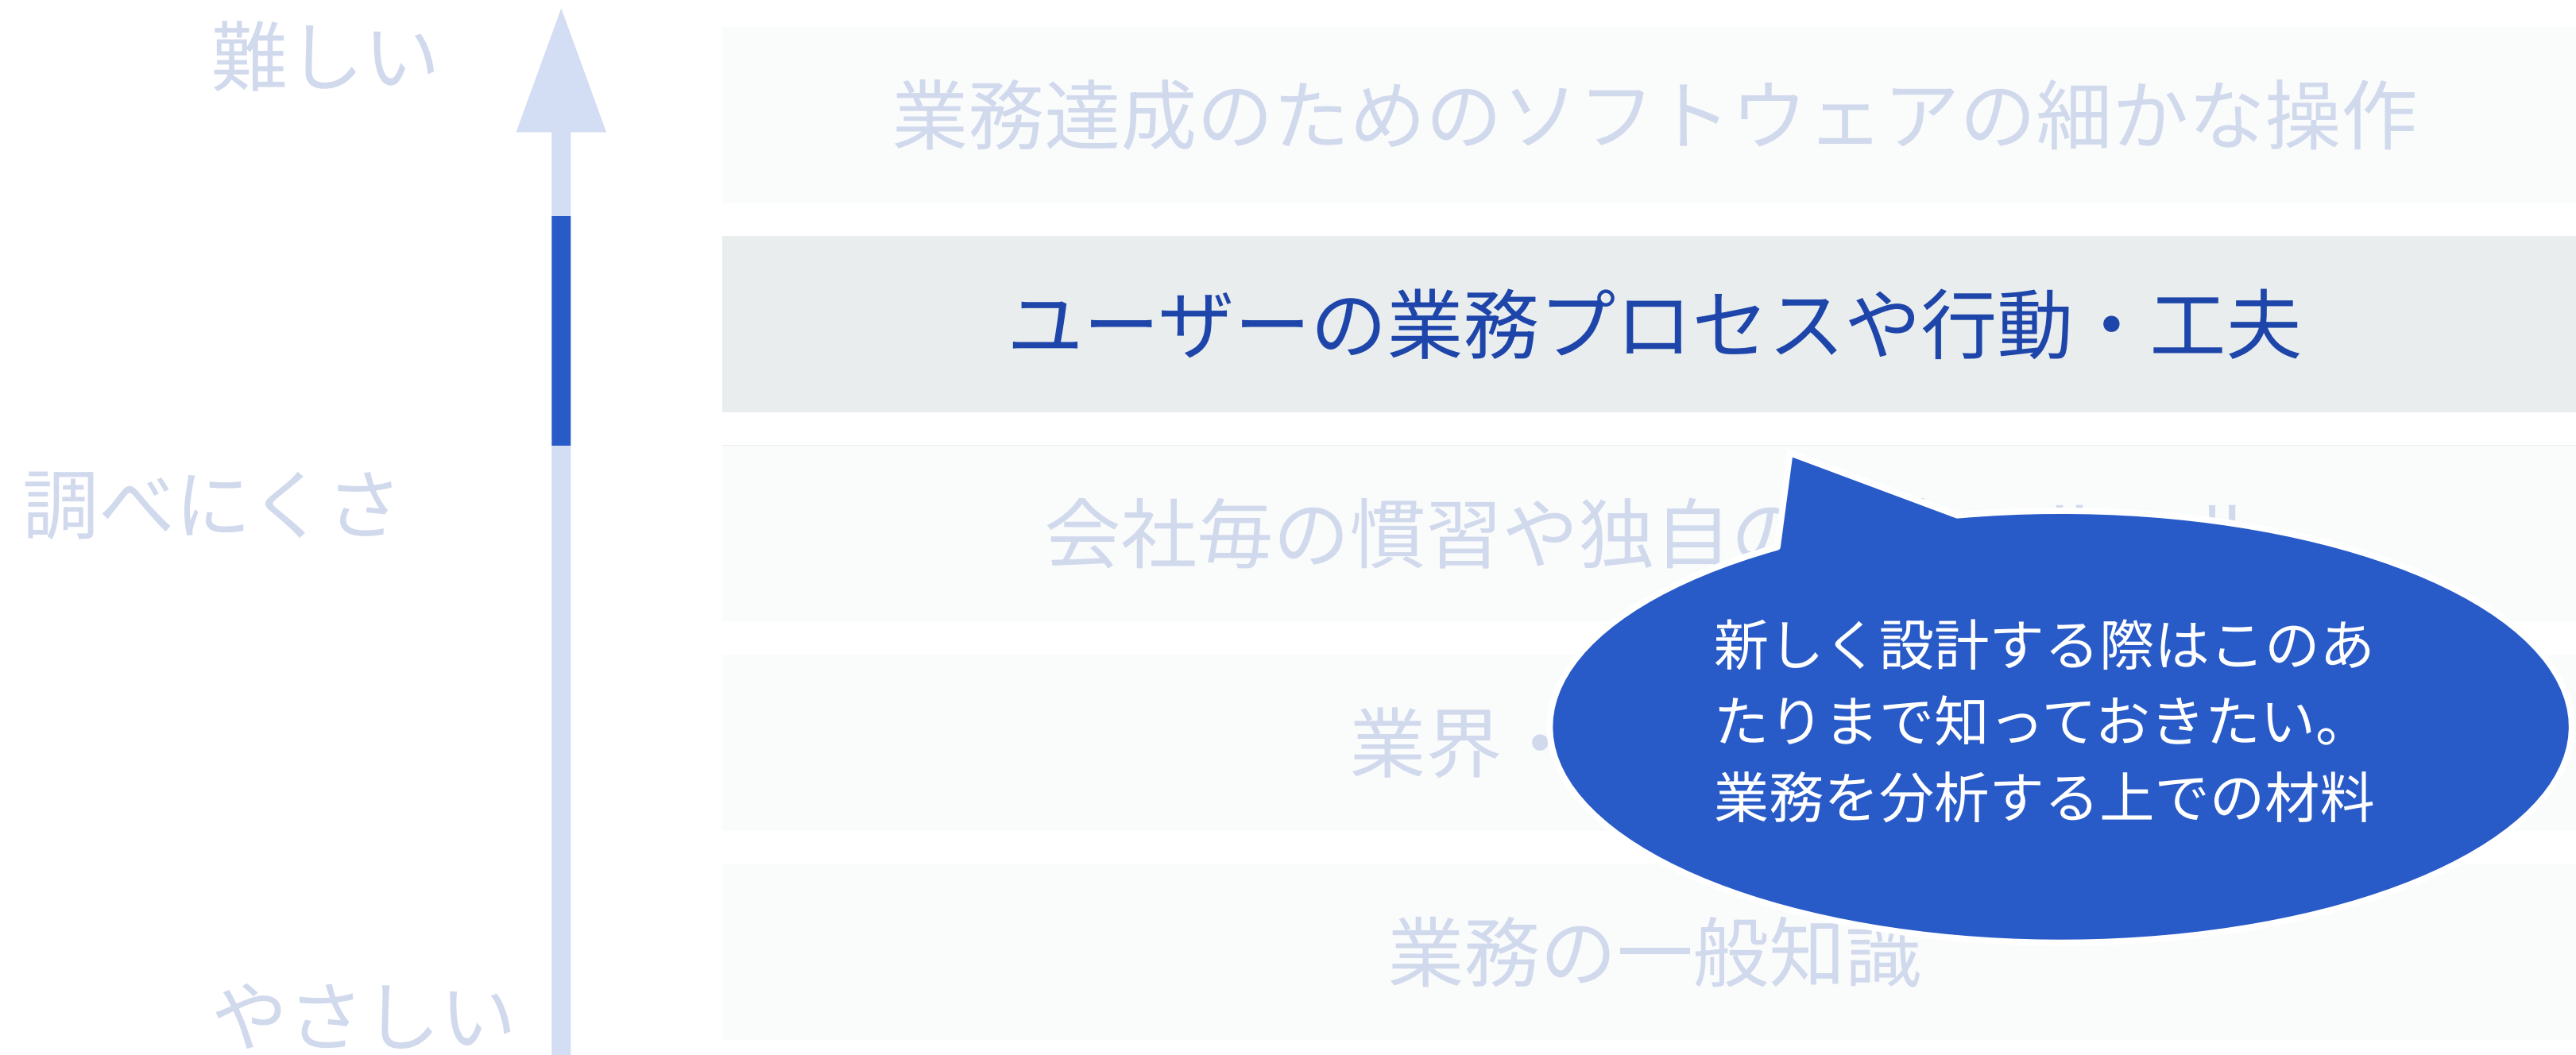 難しい
業務達成のためのソフトウェアの細かな操作
ユーザーの業務プロセスや行動・工夫
調べにくさ
会社毎の慣習や独自の
新しく設計する際はこのあ
たりまで知っておきたい。
業務を分析する上での材料
業界・
業務の一般知識
やさしい